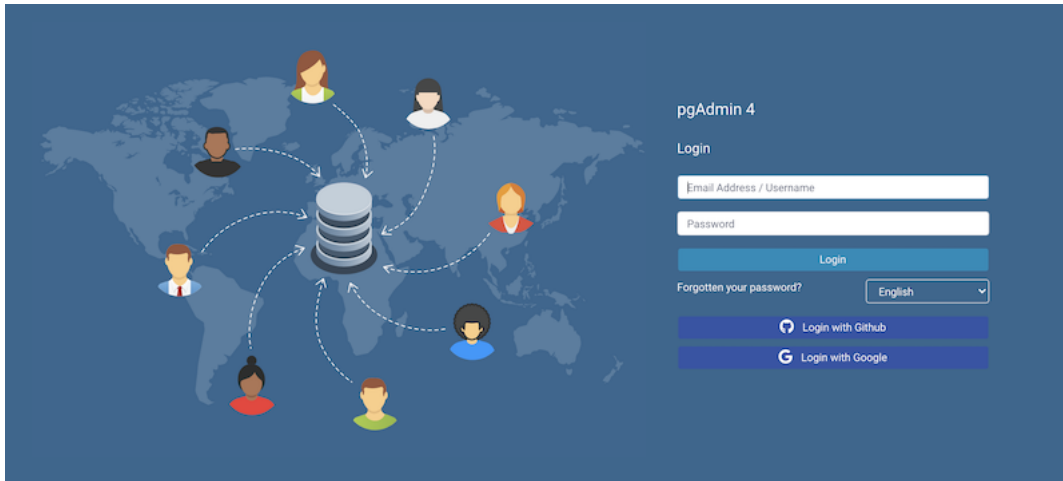 pgAdmin 4
Login
Email Address / Username
Password
Login
Forgotten your password?
English
Login with Github
Login with Google